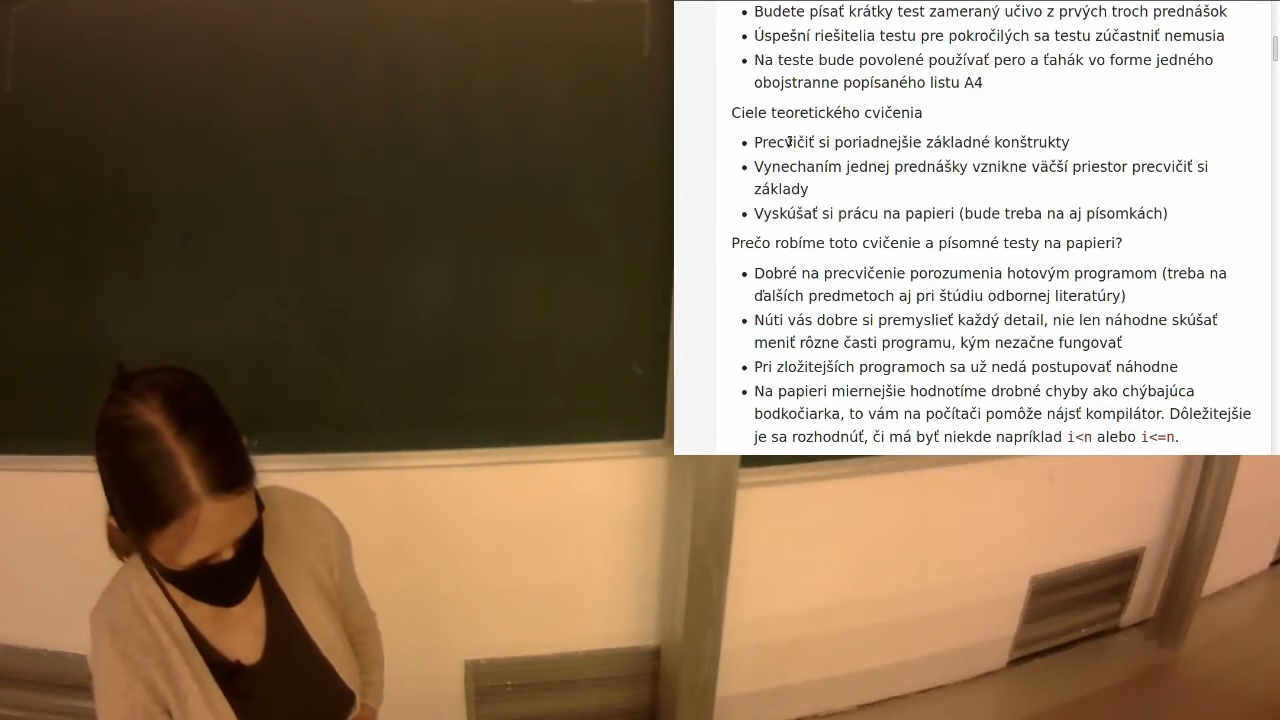 Budete písať krátky test zameraný učivo z prvých troch prednášok
Úspešní riešitelia testu pre pokročilých sa testu zúčastniť nemusia
Na teste bude povolené používať pero a ťahák vo forme jedného
obojstranne popísaného listu A4
Ciele teoretického cvičenia
Precvičiť si poriadnejšie základné konštrukty
Vynechaním jednej prednášky vznikne väčší priestor precvičiť si
základy
Vyskúšať si prácu na papieri (bude treba na aj písomkách)
Prečo robíme toto cvičenie a písomné testy na papieri?
Dobré na precvičenie porozumenia hotovým programom (treba na
ďalších predmetoch aj pri štúdiu odbornej literatúry)
Núti vás dobre si premyslieť každý detail, nie len náhodne skúšať
meniť rôzne časti programu, kým nezačne fungovať
Pri zložitejších programoch sa už nedá postupovať náhodne
Na papieri miernejšie hodnotíme drobné chyby ako chýbajúca
bodkočiarka, to vám na počítači pomôže nájsť kompilátor. Dôležitejšie
je sa rozhodnúť, či má byť niekde napríklad i<n alebo i<=n.